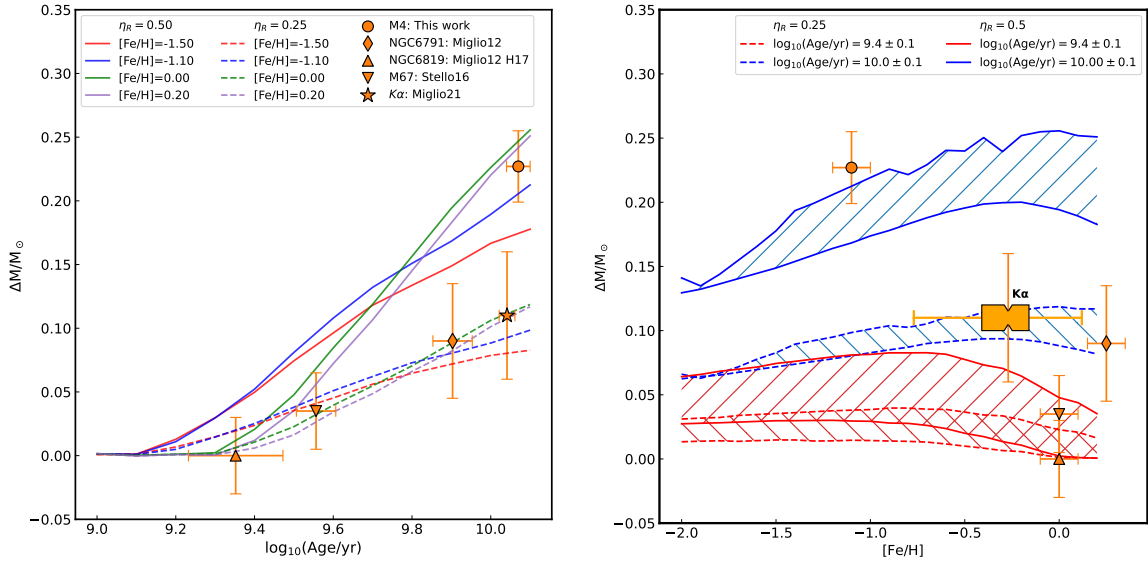 η_R = 0.50 η_R = 0.25
[Fe/H]=-1.50 [Fe/H]=-1.50
[Fe/H]=-1.10 [Fe/H]=-1.10
[Fe/H]=0.00 [Fe/H]=0.00
[Fe/H]=0.20 [Fe/H]=0.20
M4: This work
NGC6791: Miglio12
NGC6819: Miglio12 H17
M67: Stello16
Kα: Miglio21
0.35
0.30
0.25
0.20
0.15
0.10
0.05
0.00
−0.05
ΔM/M⊙
9.0 9.2 9.4 9.6 9.8 10.0
log₁₀(Age/yr)
η_R = 0.25 η_R = 0.5
log₁₀(Age/yr) = 9.4 ± 0.1 log₁₀(Age/yr) = 9.4 ± 0.1
log₁₀(Age/yr) = 10.0 ± 0.1 log₁₀(Age/yr) = 10.00 ± 0.1
0.35
0.30
0.25
0.20
0.15
0.10
0.05
0.00
−0.05
ΔM/M⊙
Kα
−2.0 −1.5 −1.0 −0.5 0.0
[Fe/H]